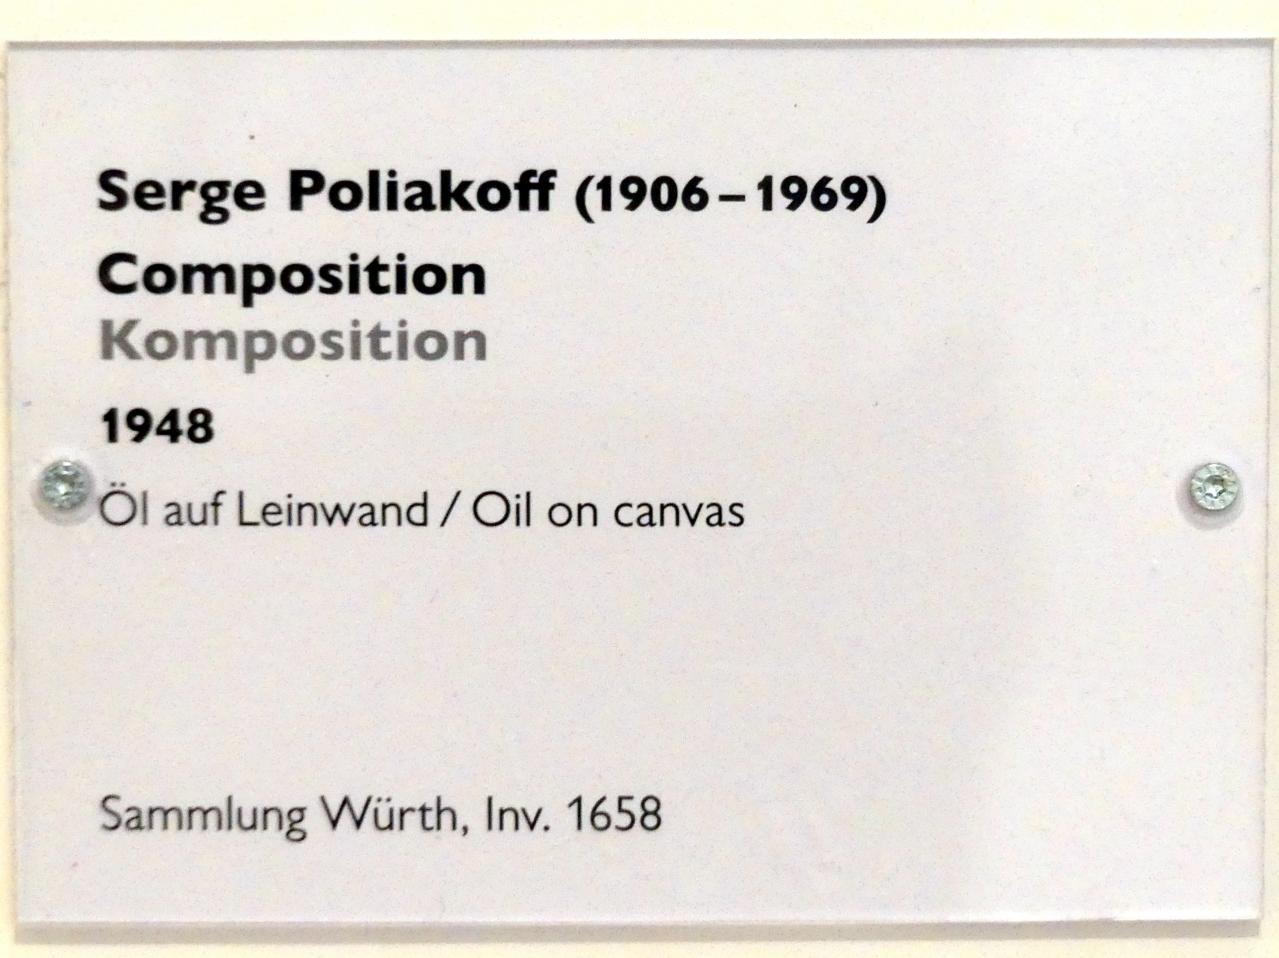 Serge Poliakoff (1906 – 1969)
Composition
Komposition
1948
Öl auf Leinwand / Oil on canvas
Sammlung Würth, Inv. 1658